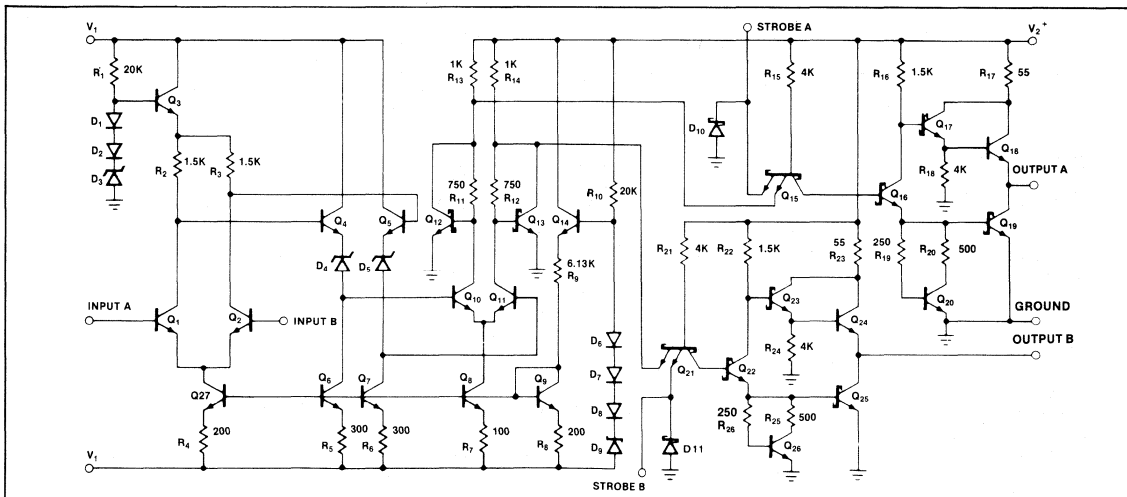 STROBE A
V1
V2+
R1 20K
1K
R13
1K
R14
R15 4K
R16 1.5K
R17 55
Q3
D1
D2
D3
R2 1.5K
R3 1.5K
D10
Q17
Q18
R18 4K
OUTPUT A
750
R11
750
R12
R10 20K
Q15
Q16
Q4
Q5
Q12
Q13
Q14
Q19
D4
D5
R21 4K
R22 1.5K
55
R23
250
R19
R20 500
6.13K
R9
INPUT A
Q1
Q2
INPUT B
Q10
Q11
Q23
Q24
Q20
GROUND
R24 4K
OUTPUT B
D6
D7
D8
D9
Q21
Q22
Q25
Q27
Q6
Q7
Q8
Q9
250
R26
R25 500
Q26
R4 200
R5 300
R6 300
R7 100
R8 200
D11
V1
STROBE B